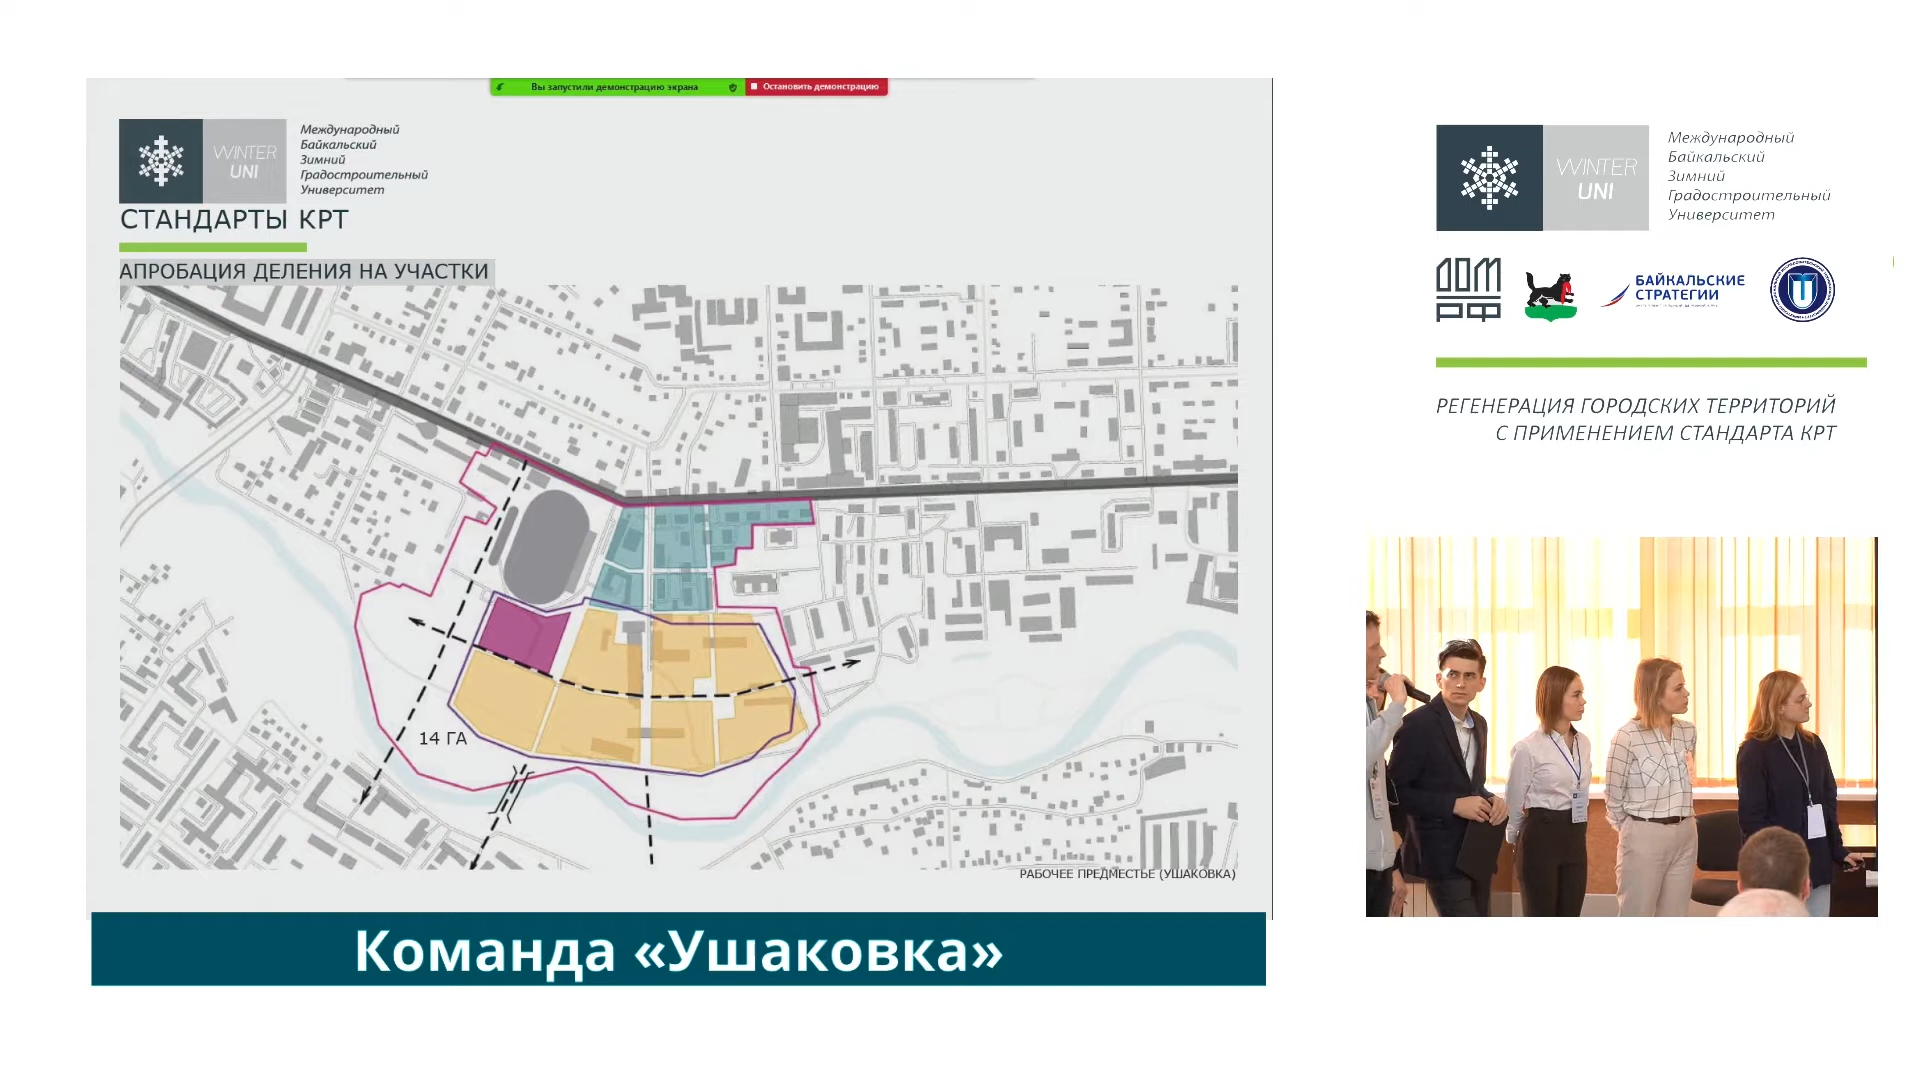 Вы запустили демонстрацию экрана
Остановить демонстрацию
WINTER
UNI
Международный
Байкальский
Зимний
Градостроительный
Университет
СТАНДАРТЫ КРТ
АПРОБАЦИЯ ДЕЛЕНИЯ НА УЧАСТКИ
14 ГА
РАБОЧЕЕ ПРЕДМЕСТЬЕ (УШАКОВКА)
Команда «Ушаковка»
WINTER
UNI
Международный
Байкальский
Зимний
Градостроительный
Университет
ДОМ
РФ
БАЙКАЛЬСКИЕ
СТРАТЕГИИ
РЕГЕНЕРАЦИЯ ГОРОДСКИХ ТЕРРИТОРИЙ
С ПРИМЕНЕНИЕМ СТАНДАРТА КРТ